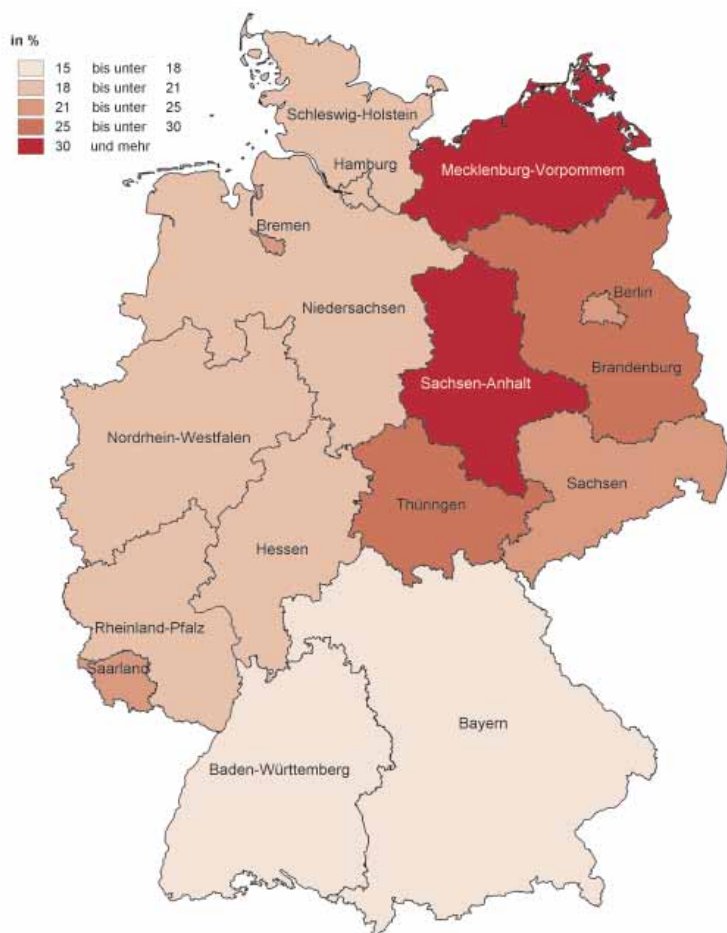 in %
15 bis unter 18
18 bis unter 21
21 bis unter 25
25 bis unter 30
30 und mehr
Schleswig-Holstein
Hamburg
Mecklenburg-Vorpommern
Bremen
Niedersachsen
Berlin
Brandenburg
Sachsen-Anhalt
Nordrhein-Westfalen
Sachsen
Thüringen
Hessen
Rheinland-Pfalz
Saarland
Bayern
Baden-Württemberg